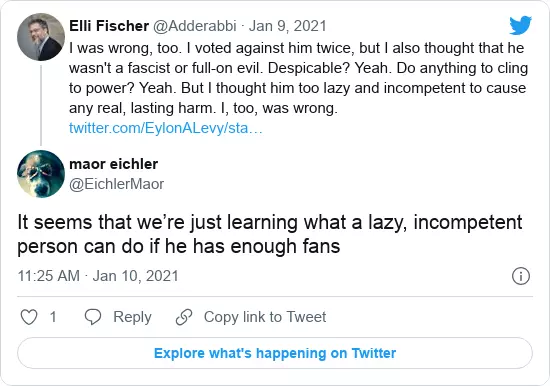 Elli Fischer @Adderabbi · Jan 9, 2021
I was wrong, too. I voted against him twice, but I also thought that he
wasn't a fascist or full-on evil. Despicable? Yeah. Do anything to cling
to power? Yeah. But I thought him too lazy and incompetent to cause
any real, lasting harm. I, too, was wrong.
twitter.com/EylonALevy/sta…
maor eichler
@EichlerMaor
It seems that we’re just learning what a lazy, incompetent
person can do if he has enough fans
11:25 AM · Jan 10, 2021
1 Reply Copy link to Tweet
Explore what's happening on Twitter